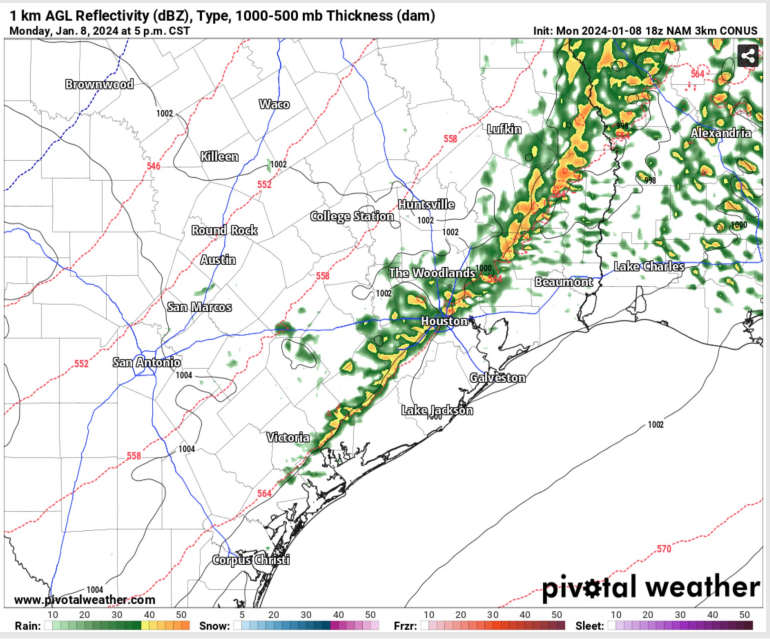 1 km AGL Reflectivity (dBZ), Type, 1000-500 mb Thickness (dam)
Monday, Jan. 8, 2024 at 5 p.m. CST
Init: Mon 2024-01-08 18z NAM 3km CONUS
564
Brownwood
Waco
1002
Lufkin
998
Alexandria
558
Killeen
546
1002
552
998
Huntsville
College Station
1002
1000
Round Rock
1002
Austin
558
The Woodlands
1000
Lake Charles
Beaumont
1002
San Marcos
Houston
San Antonio
552
1004
Galveston
Lake Jackson
1002
Victoria
1004
558
564
570
Corpus Christi
1004
pivotal weather
www.pivotalweather.com
Rain: 10 20 30 40 50 Snow: 5 20 30 40 50 Frzr: 10 20 30 40 50 Sleet: 10 20 30 40 50